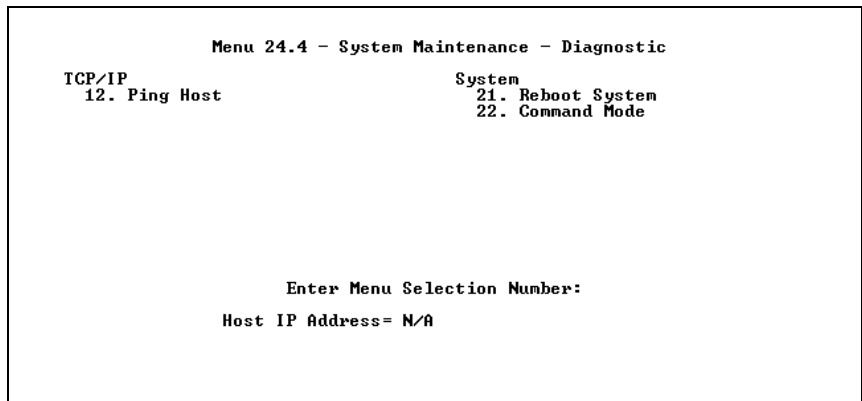 Menu 24.4 - System Maintenance - Diagnostic
TCP/IP
12. Ping Host
System
21. Reboot System
22. Command Mode
Enter Menu Selection Number:
Host IP Address= N/A